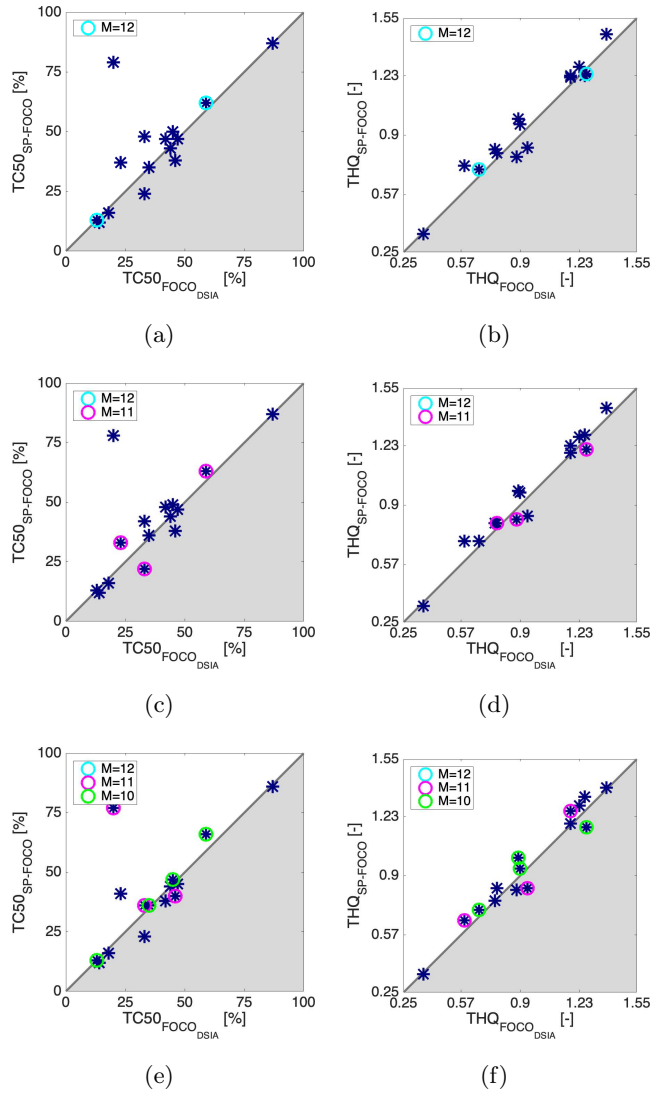 M=12
100
75
50
25
0
TC50SP-FOCO [%]
0 25 50 75 100
TC50FOCODSIA [%]
(a)
M=12
1.55
1.23
0.9
0.57
0.25
THQSP-FOCO [-]
0.25 0.57 0.9 1.23 1.55
THQFOCODSIA [-]
(b)
M=12
M=11
100
75
50
25
0
TC50SP-FOCO [%]
0 25 50 75 100
TC50FOCODSIA [%]
(c)
M=12
M=11
1.55
1.23
0.9
0.57
0.25
THQSP-FOCO [-]
0.25 0.57 0.9 1.23 1.55
THQFOCODSIA [-]
(d)
M=12
M=11
M=10
100
75
50
25
0
TC50SP-FOCO [%]
0 25 50 75 100
TC50FOCODSIA [%]
(e)
M=12
M=11
M=10
1.55
1.23
0.9
0.57
0.25
THQSP-FOCO [-]
0.25 0.57 0.9 1.23 1.55
THQFOCODSIA [-]
(f)